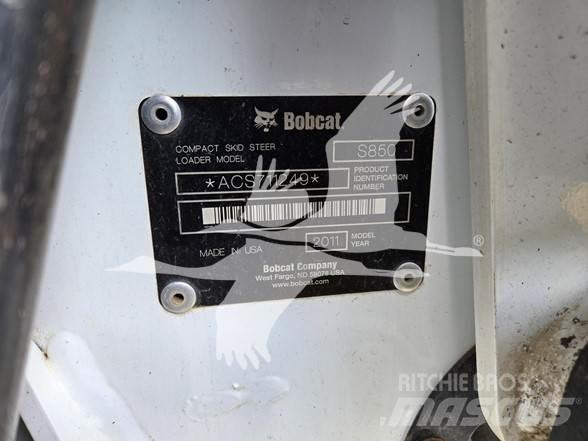 Bobcat.
COMPACT SKID STEER
LOADER MODEL
S850
*ACS711249*
PRODUCT
IDENTIFICATION
NUMBER
MADE IN USA
2011
MODEL
YEAR
Bobcat Company
West Fargo, ND 58078 USA
www.bobcat.com
®
RITCHIE BROS
MASCUS